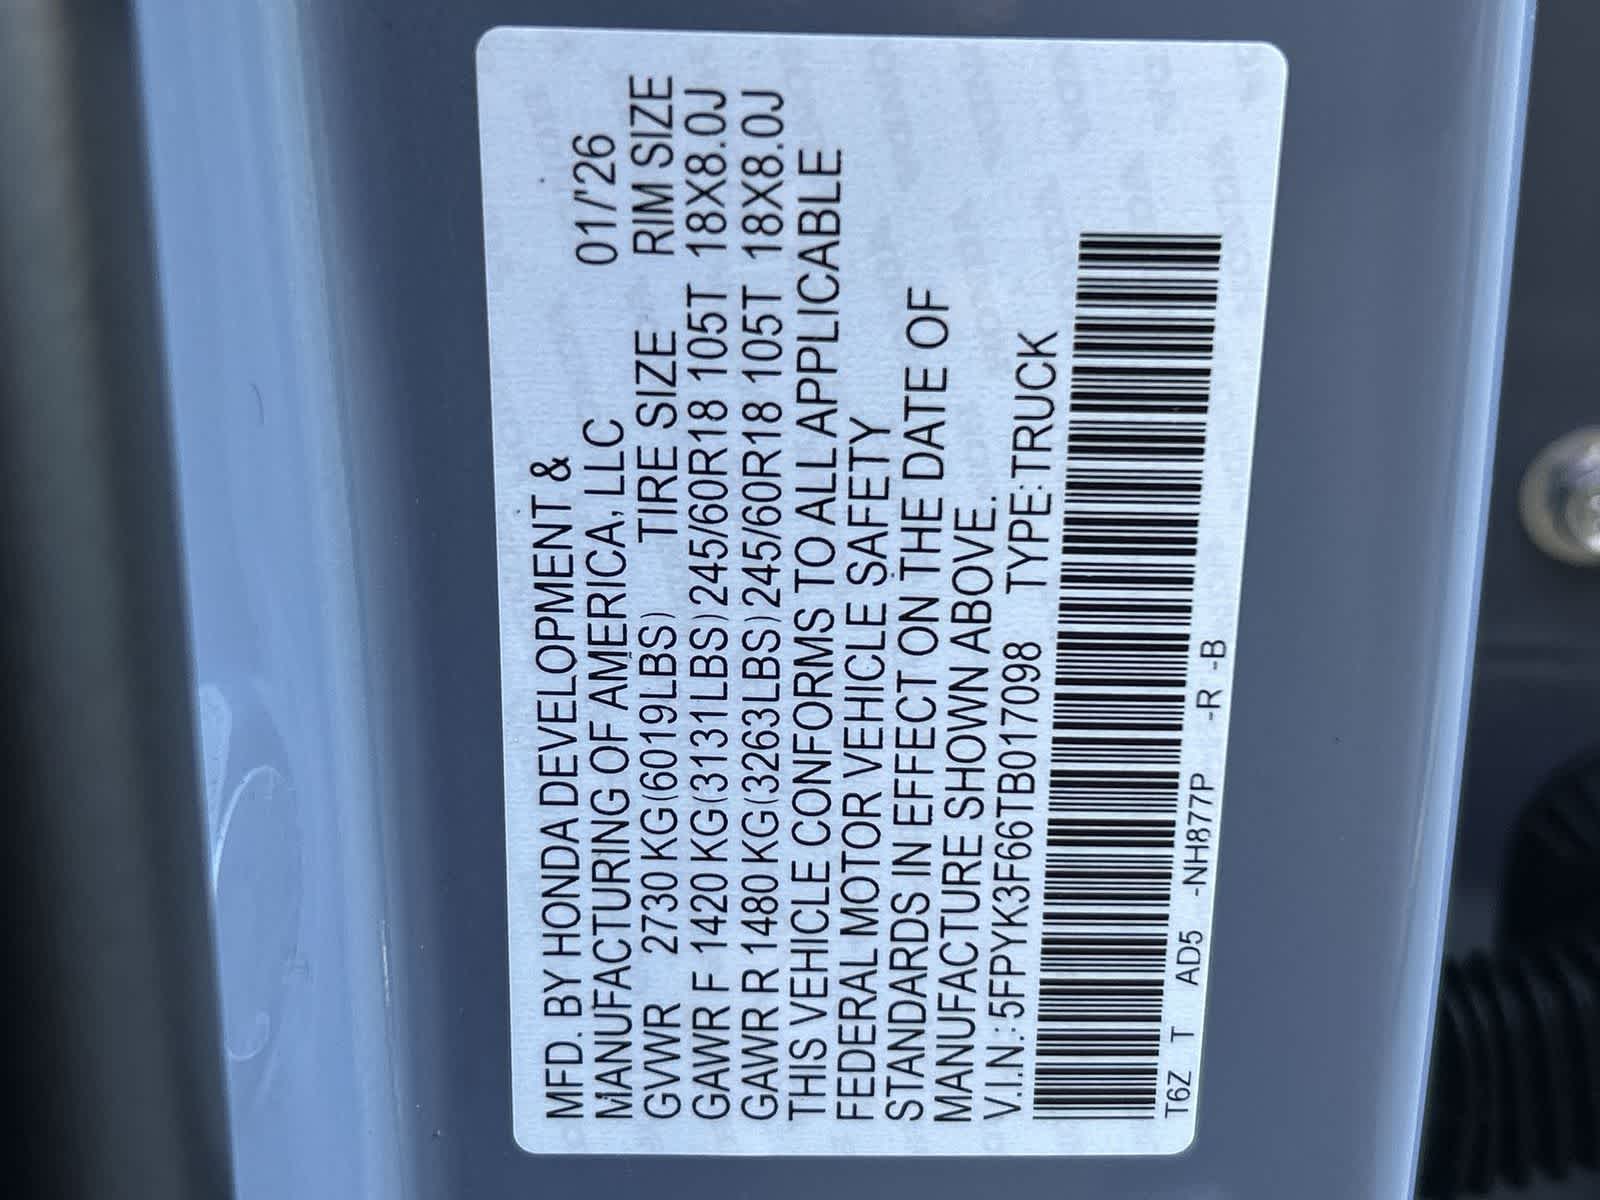 MFD. BY HONDA DEVELOPMENT &
MANUFACTURING OF AMERICA, LLC 01/'26
GVWR 2730 KG(6019LBS) TIRE SIZE RIM SIZE
GAWR F 1420 KG(3131LBS) 245/60R18 105T 18X8.0J
GAWR R 1480 KG(3263LBS) 245/60R18 105T 18X8.0J
THIS VEHICLE CONFORMS TO ALL APPLICABLE
FEDERAL MOTOR VEHICLE SAFETY
STANDARDS IN EFFECT ON THE DATE OF
MANUFACTURE SHOWN ABOVE.
V.I.N.: 5FPYK3F66TB017098 TYPE:TRUCK
T6Z T AD5 -NH877P -R -B